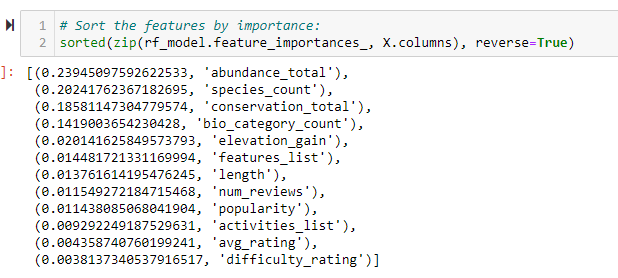 1 # Sort the features by importance:
2 sorted(zip(rf_model.feature_importances_, X.columns), reverse=True)
]: [(0.23945097592622533, 'abundance_total'),
(0.20241762367182695, 'species_count'),
(0.18581147304779574, 'conservation_total'),
(0.1419003654230428, 'bio_category_count'),
(0.020141625849573793, 'elevation_gain'),
(0.014481721331169994, 'features_list'),
(0.013761614195476245, 'length'),
(0.011549272184715468, 'num_reviews'),
(0.011438085068041904, 'popularity'),
(0.009292249187529631, 'activities_list'),
(0.004358740760199241, 'avg_rating'),
(0.0038137340537916517, 'difficulty_rating')]